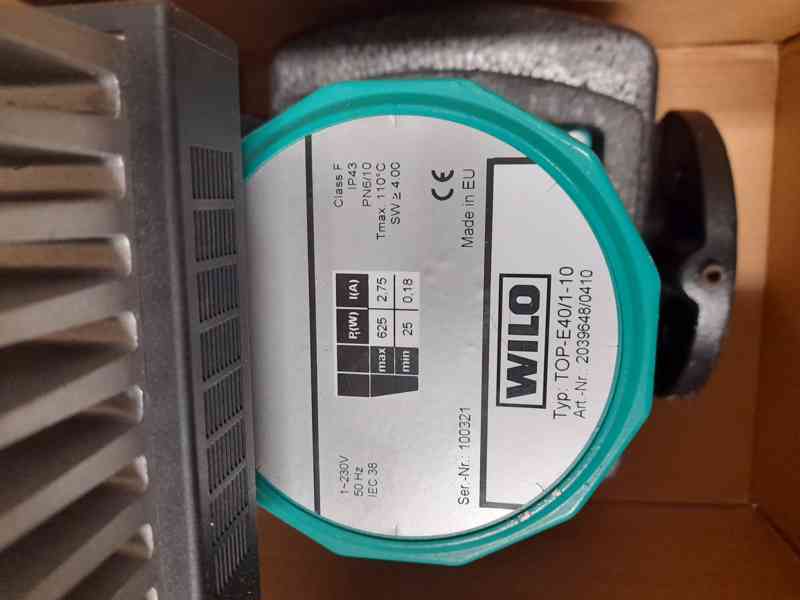 WILO
Typ: TOP-E40/1-10
Art.-Nr. 2039648/0410
Ser.-Nr.: 100321
Made in EU
CE
P₁(W) I(A)
max 625 2,75
min 25 0,18
1~230V
50 Hz
IEC 38
Class F
IP43
PN6/10
Tmax. 110°C
SW ≥ 4.00